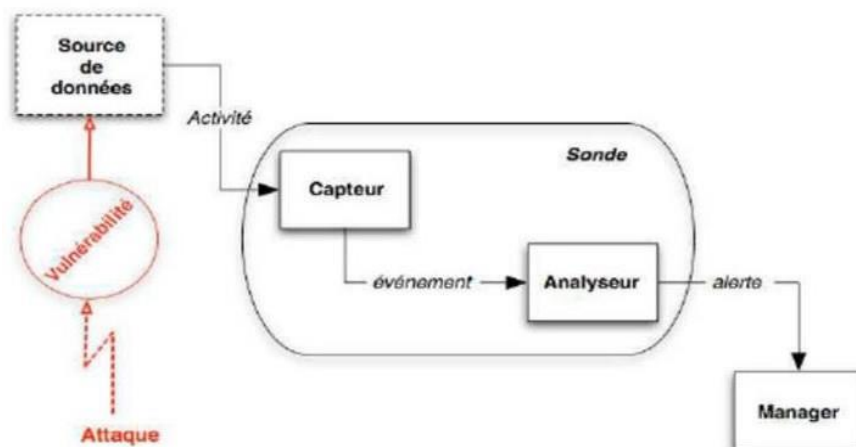 Source
de
données
Activité
Sonde
Capteur
Vulnérabilité
événement
Analyseur
alerte
Manager
Attaque